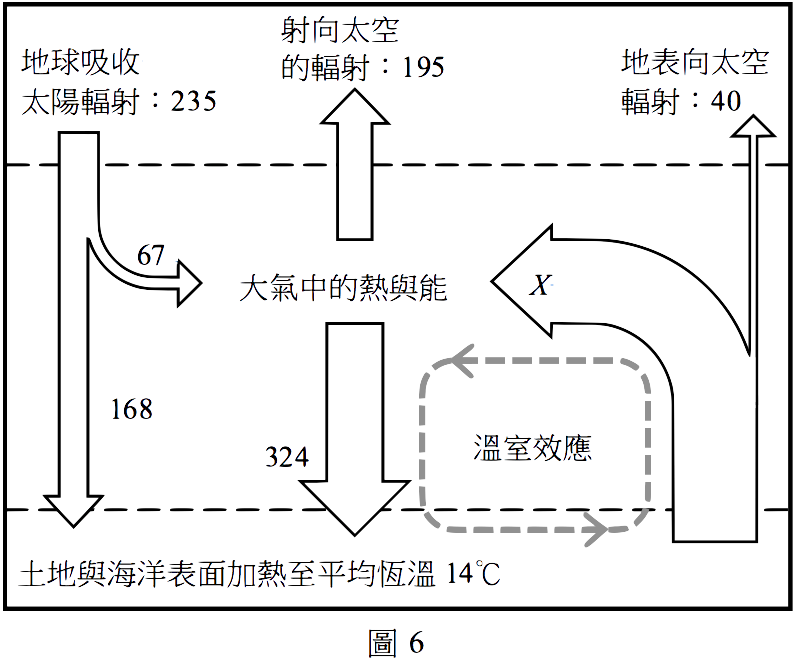 地球吸收
太陽輻射：235
射向太空
的輻射：195
地表向太空
輻射：40
67
大氣中的熱與能
X
168
324
溫室效應
土地與海洋表面加熱至平均恆溫 14℃
圖 6